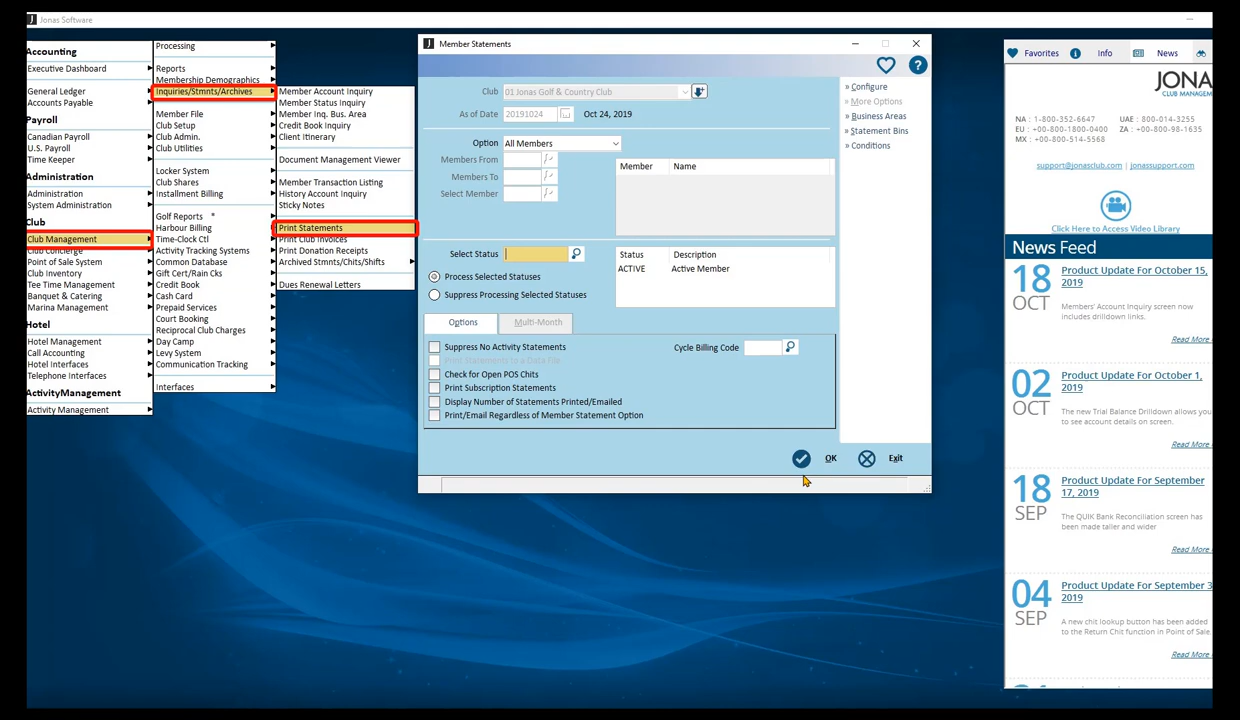 Jonas Software
Accounting
Executive Dashboard
General Ledger
Accounts Payable
Payroll
Canadian Payroll
U.S. Payroll
Time Keeper
Administration
Administration
System Administration
Club
Club Management
Club Concierge
Point of Sale System
Club Inventory
Tee Time Management
Banquet & Catering
Marina Management
Hotel
Hotel Management
Call Accounting
Hotel Interfaces
Telephone Interfaces
ActivityManagement
Activity Management
Processing
Reports
Membership Demographics
Inquiries/Stmnts/Archives
Member File
Club Setup
Club Admin.
Club Utilities
Locker System
Club Shares
Installment Billing
Golf Reports *
Harbour Billing
Time-Clock Ctl
Activity Tracking Systems
Common Database
Gift Cert/Rain Cks
Credit Book
Cash Card
Prepaid Services
Court Booking
Reciprocal Club Charges
Day Camp
Levy System
Communication Tracking
Interfaces
Member Account Inquiry
Member Status Inquiry
Member Inq. Bus. Area
Credit Book Inquiry
Client Itinerary
Document Management Viewer
Member Transaction Listing
History Account Inquiry
Sticky Notes
Print Statements
Print Club Invoices
Print Donation Receipts
Archived Stmnts/Chits/Shifts
Dues Renewal Letters
Member Statements
Club 01 Jonas Golf & Country Club
As of Date 20191024 Oct 24, 2019
Option All Members
Members From
Members To
Select Member
Member Name
Select Status
Status Description
ACTIVE Active Member
Process Selected Statuses
Suppress Processing Selected Statuses
Options Multi-Month
Suppress No Activity Statements
Cycle Billing Code
Print Statements to a Data File
Check for Open POS Chits
Print Subscription Statements
Display Number of Statements Printed/Emailed
Print/Email Regardless of Member Statement Option
OK Exit
» Configure
» More Options
» Business Areas
» Statement Bins
» Conditions
Favorites Info News
JONA
CLUB MANAGEM
NA : 1-800-352-6647 UAE : 800-014-3255
EU : +00-800-1800-0400 ZA : +00-800-98-1635
MX : +00-800-514-5568
support@jonasclub.com | jonassupport.com
Click Here to Access Video Library
News Feed
18 OCT
Product Update For October 15, 2019
Members' Account Inquiry screen now
includes drilldown links.
Read More
02 OCT
Product Update For October 1, 2019
The new Trial Balance Drilldown allows you
to see account details on screen.
Read More
18 SEP
Product Update For September 17, 2019
The QUIK Bank Reconciliation screen has
been made taller and wider
Read More
04 SEP
Product Update For September 3 2019
A new chit lookup button has been added
to the Return Chit function in Point of Sale.
Read More